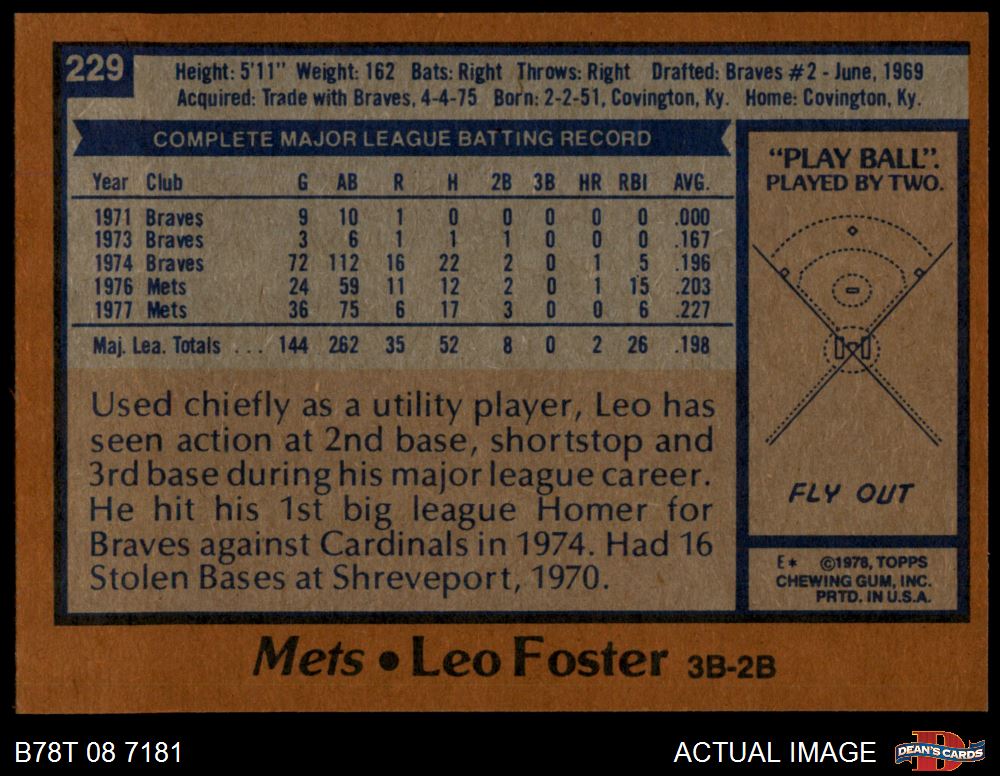 229
Height: 5'11" Weight: 162 Bats: Right Throws: Right Drafted: Braves #2 - June, 1969
Acquired: Trade with Braves, 4-4-75 Born: 2-2-51, Covington, Ky. Home: Covington, Ky.
COMPLETE MAJOR LEAGUE BATTING RECORD
Year Club G AB R H 2B 3B HR RBI AVG.
1971 Braves 9 10 1 0 0 0 0 0 .000
1973 Braves 3 6 1 1 1 0 0 0 .167
1974 Braves 72 112 16 22 2 0 1 5 .196
1976 Mets 24 59 11 12 2 0 1 15 .203
1977 Mets 36 75 6 17 3 0 0 6 .227
Maj. Lea. Totals ... 144 262 35 52 8 0 2 26 .198
Used chiefly as a utility player, Leo has
seen action at 2nd base, shortstop and
3rd base during his major league career.
He hit his 1st big league Homer for
Braves against Cardinals in 1974. Had 16
Stolen Bases at Shreveport, 1970.
"PLAY BALL".
PLAYED BY TWO.
FLY OUT
E* ©1978, TOPPS
CHEWING GUM, INC.
PRTD. IN U.S.A.
Mets • Leo Foster 3B-2B
B78T 08 7181
ACTUAL IMAGE
DEAN'S CARDS